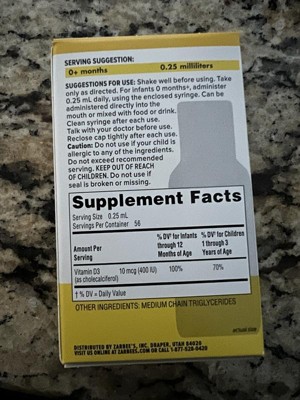 SERVING SUGGESTION:
0+ months 0.25 milliliters
SUGGESTIONS FOR USE: Shake well before using. Take
only as directed. For infants 0 months+, administer
0.25 mL daily, using the enclosed syringe. Can be
administered directly into the
mouth or mixed with food or drink.
Clean syringe after each use.
Talk with your doctor before use.
Reclose cap tightly after each use.
Caution: Do not use if your child is
allergic to any of the ingredients.
Do not exceed recommended
serving. KEEP OUT OF REACH
OF CHILDREN. Do not use if
seal is broken or missing.
Supplement Facts
Serving Size 0.25 mL
Servings Per Container 56
Amount Per
Serving
% DV† for Infants
through 12
Months of Age
% DV† for Children
1 through 3
Years of Age
Vitamin D3 10 mcg (400 IU) 100% 70%
(as cholecalciferol)
† % DV = Daily Value
OTHER INGREDIENTS: MEDIUM CHAIN TRIGLYCERIDES
DISTRIBUTED BY ZARBEE'S, INC. DRAPER, UTAH 84020
VISIT US ONLINE AT ZARBEES.COM OR CALL 1-877-528-0420